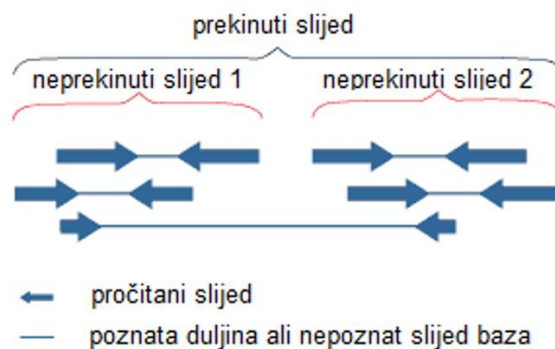 prekinuti slijed
neprekinuti slijed 1 neprekinuti slijed 2
pročitani slijed
poznata duljina ali nepoznat slijed baza